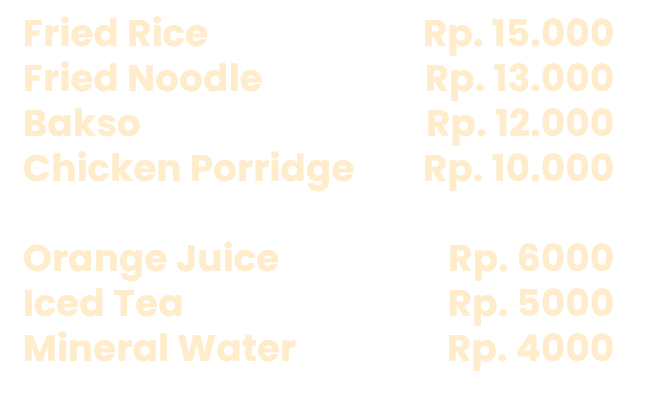 Fried Rice Rp. 15.000
Fried Noodle Rp. 13.000
Bakso Rp. 12.000
Chicken Porridge Rp. 10.000
Orange Juice Rp. 6000
Iced Tea Rp. 5000
Mineral Water Rp. 4000